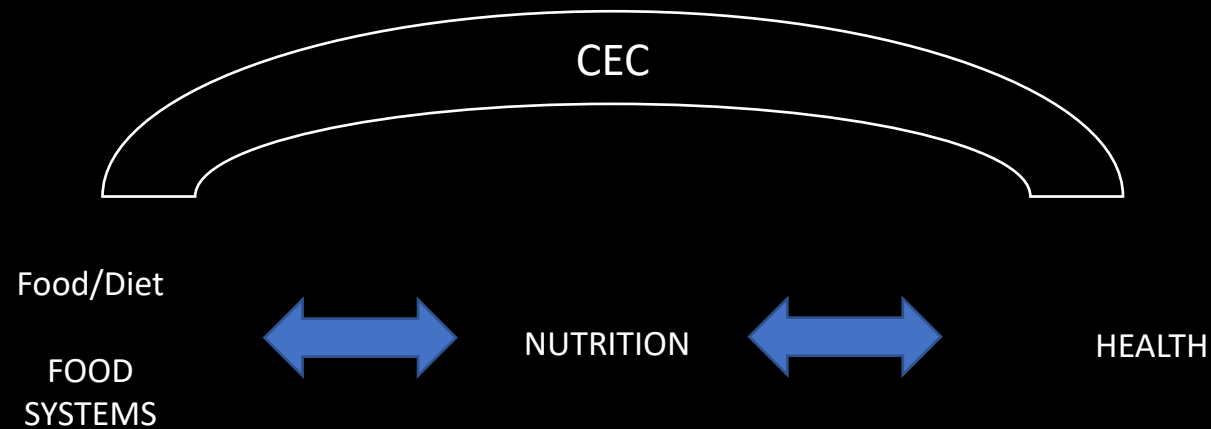 CEC
Food/Diet
FOOD
SYSTEMS
NUTRITION
HEALTH